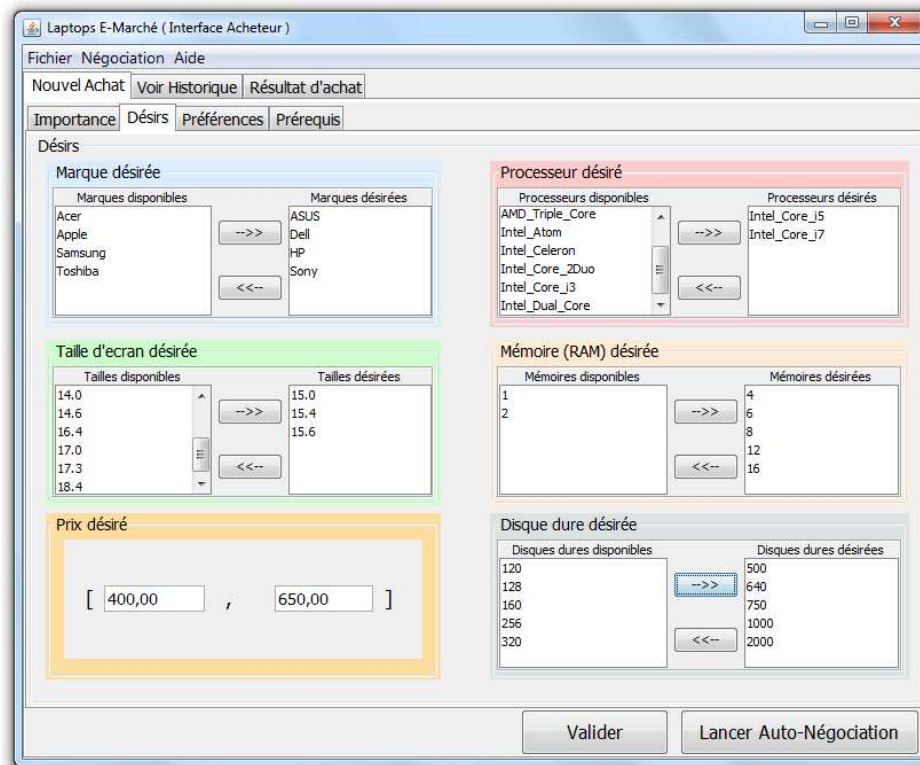 Laptops E-Marché ( Interface Acheteur )
Fichier Négociation Aide
Nouvel Achat Voir Historique Résultat d'achat
Importance Désirs Préférences Prérequis
Désirs
Marque désirée
Marques disponibles
Marques désirées
Acer
Apple
Samsung
Toshiba
-->>
<<--
ASUS
Dell
HP
Sony
Processeur désiré
Processeurs disponibles
Processeurs désirés
AMD_Triple_Core
Intel_Atom
Intel_Celeron
Intel_Core_2Duo
Intel_Core_i3
Intel_Dual_Core
-->>
<<--
Intel_Core_i5
Intel_Core_i7
Taille d'ecran désirée
Tailles disponibles
Tailles désirées
14.0
14.6
16.4
17.0
17.3
18.4
-->>
<<--
15.0
15.4
15.6
Mémoire (RAM) désirée
Mémoires disponibles
Mémoires désirées
1
2
-->>
<<--
4
6
8
12
16
Prix désiré
[ 400,00 , 650,00 ]
Disque dure désirée
Disques dures disponibles
Disques dures désirées
120
128
160
256
320
-->>
<<--
500
640
750
1000
2000
Valider
Lancer Auto-Négociation